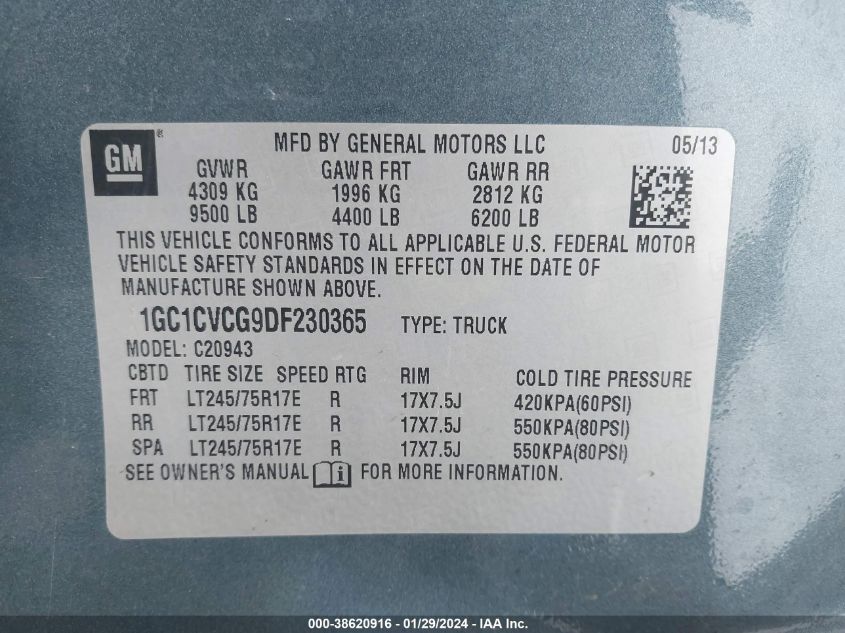 GM
MFD BY GENERAL MOTORS LLC 05/13
GVWR GAWR FRT GAWR RR
4309 KG 1996 KG 2812 KG
9500 LB 4400 LB 6200 LB
THIS VEHICLE CONFORMS TO ALL APPLICABLE U.S. FEDERAL MOTOR
VEHICLE SAFETY STANDARDS IN EFFECT ON THE DATE OF
MANUFACTURE SHOWN ABOVE.
1GC1CVCG9DF230365 TYPE: TRUCK
MODEL: C20943
CBTD TIRE SIZE SPEED RTG RIM COLD TIRE PRESSURE
FRT LT245/75R17E R 17X7.5J 420KPA(60PSI)
RR LT245/75R17E R 17X7.5J 550KPA(80PSI)
SPA LT245/75R17E R 17X7.5J 550KPA(80PSI)
SEE OWNER'S MANUAL i FOR MORE INFORMATION.
000-38620916 - 01/29/2024 - IAA Inc.